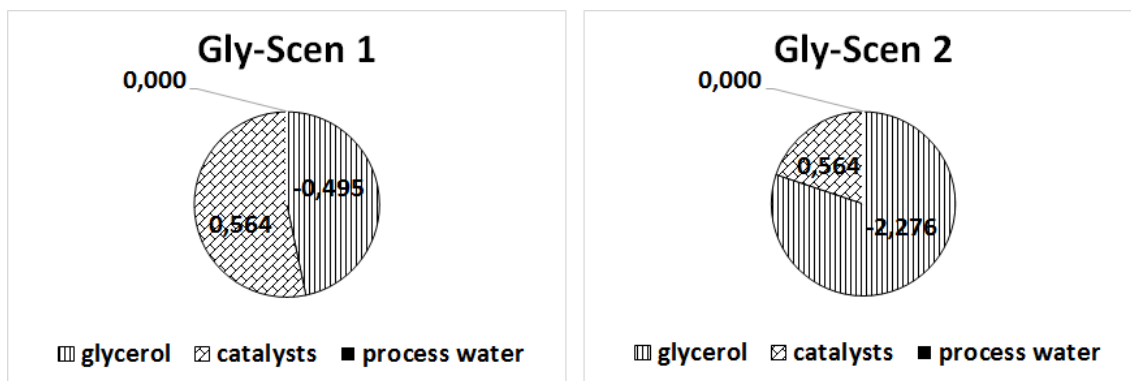 Gly-Scen 1
0,000
-0,495
0,564
glycerol catalysts process water
Gly-Scen 2
0,000
0,564
-2,276
glycerol catalysts process water